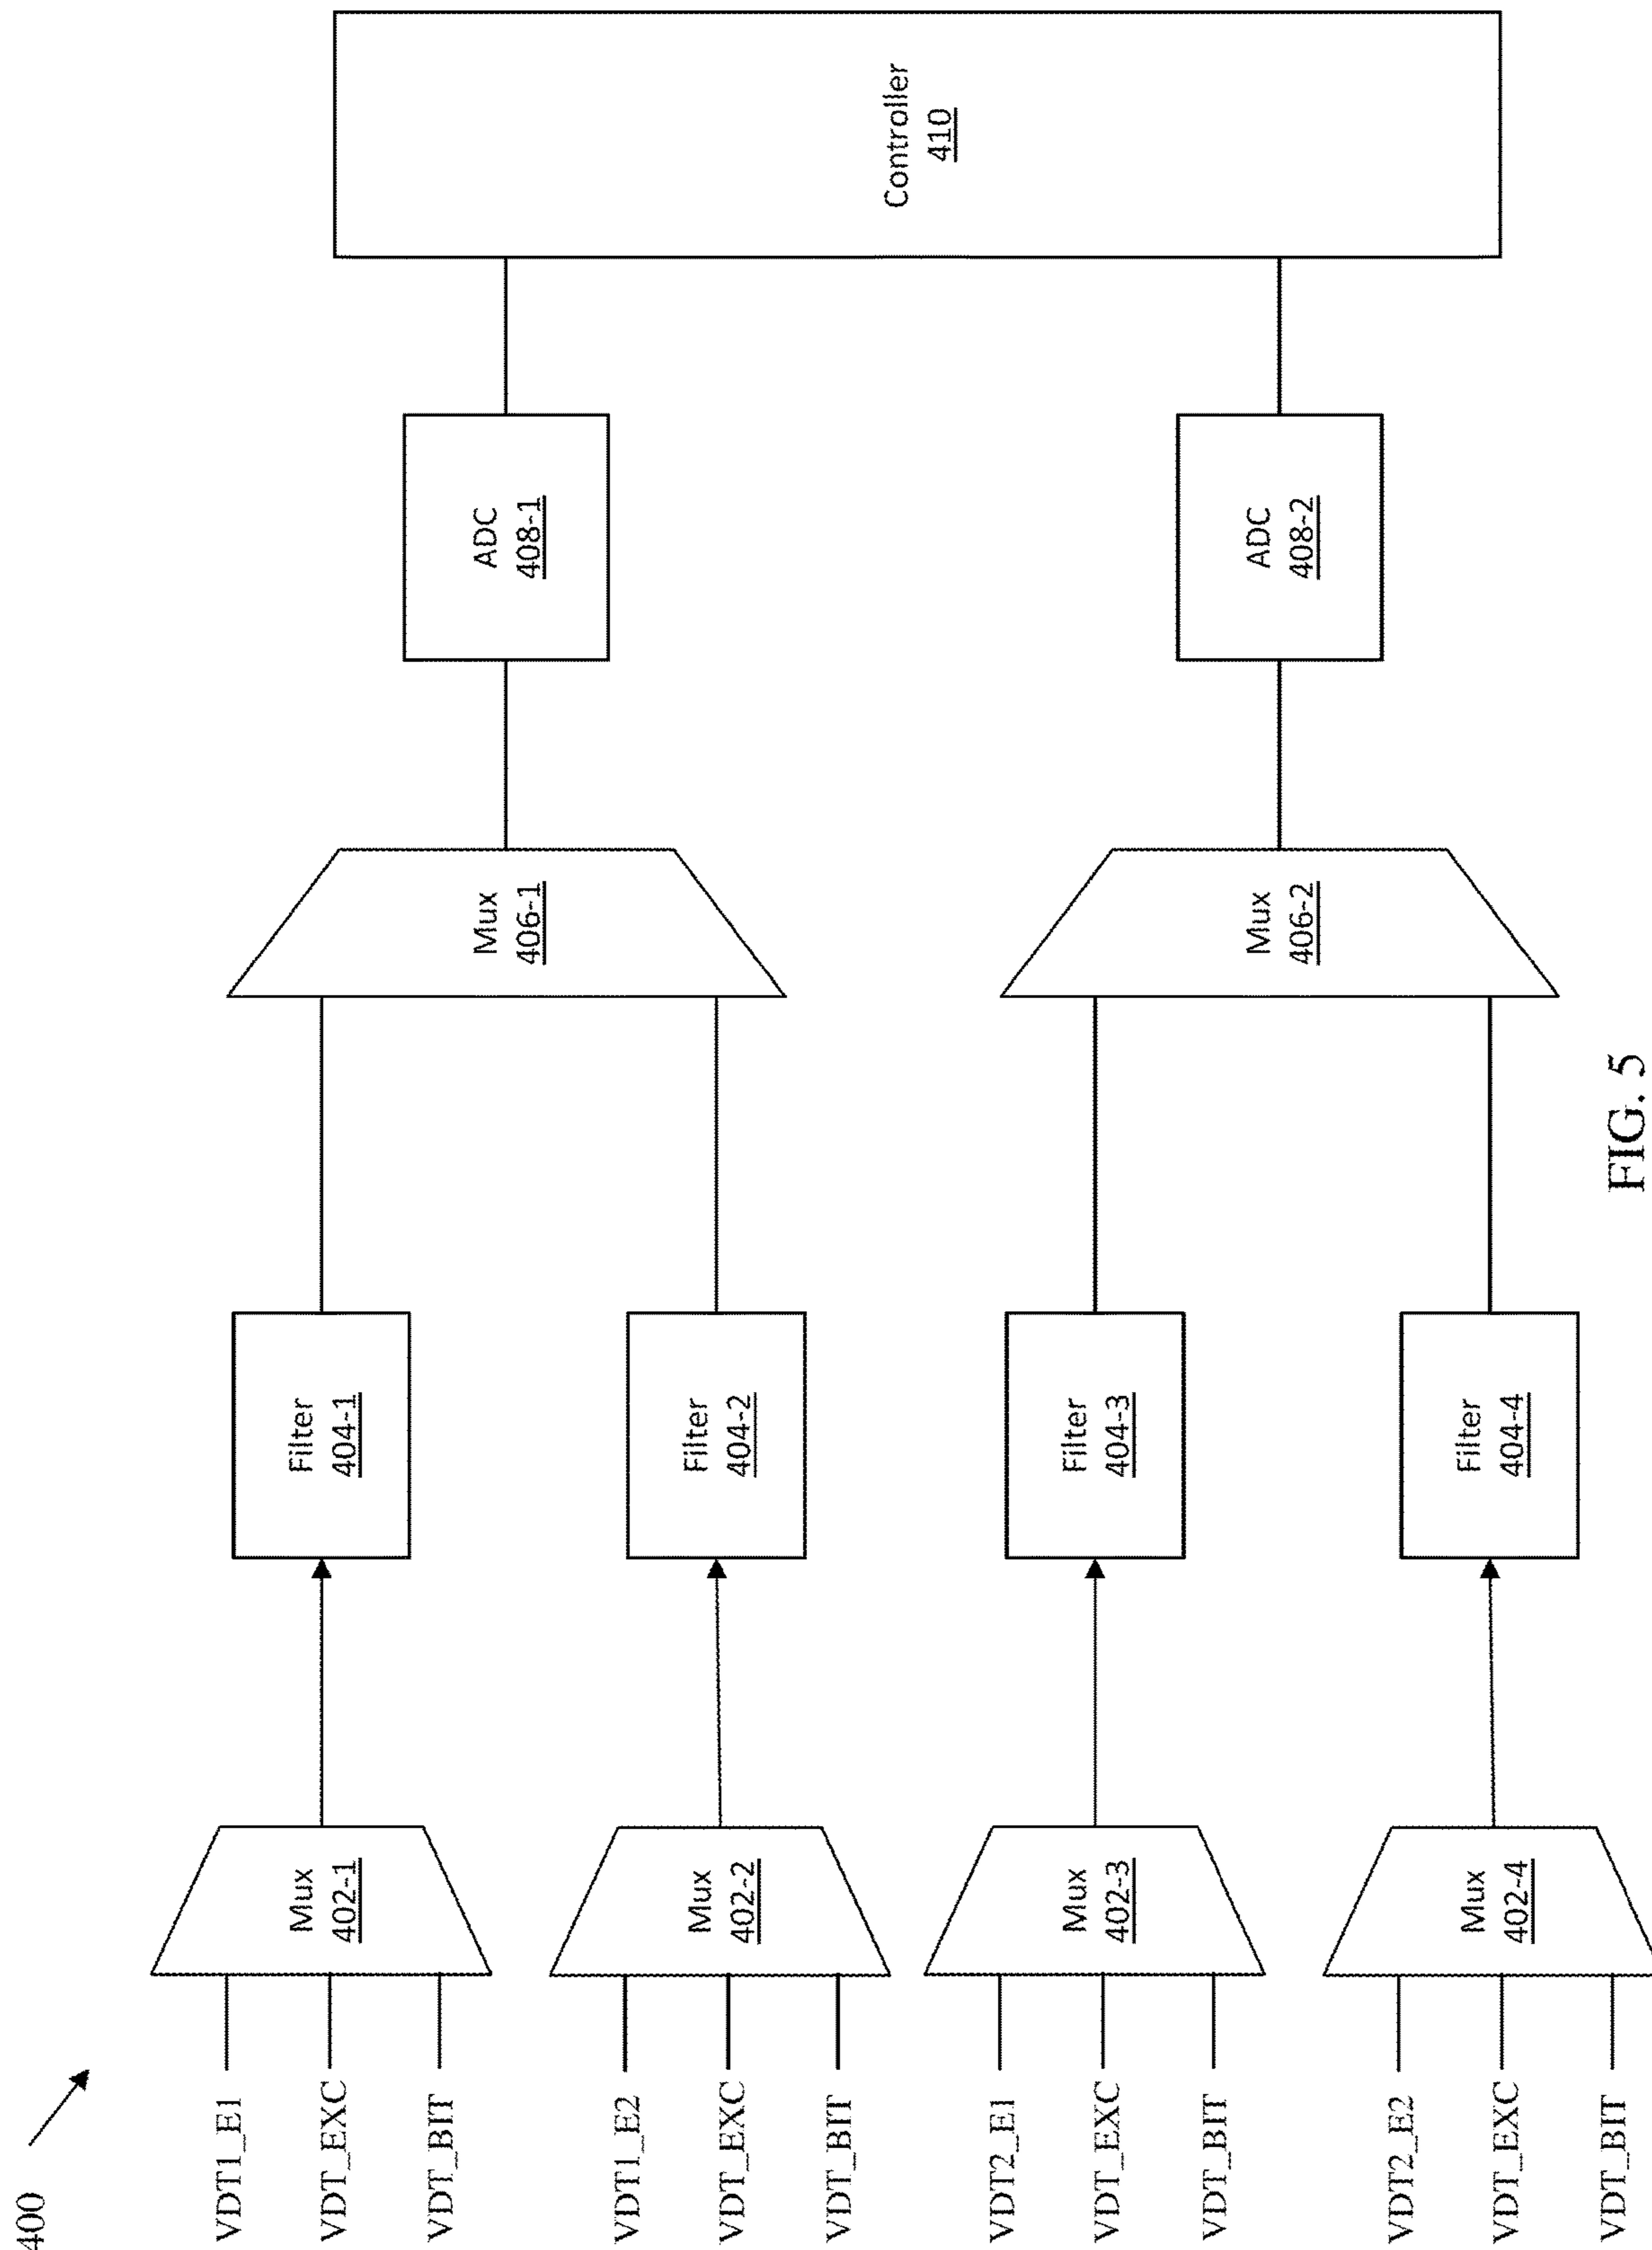 400
VDT1_E1
VDT_EXC
VDT_BIT
Mux
402-1
Filter
404-1
VDT1_E2
VDT_EXC
VDT_BIT
Mux
402-2
Filter
404-2
Mux
406-1
ADC
408-1
VDT2_E1
VDT_EXC
VDT_BIT
Mux
402-3
Filter
404-3
VDT2_E2
VDT_EXC
VDT_BIT
Mux
402-4
Filter
404-4
Mux
406-2
ADC
408-2
Controller
410
FIG. 5